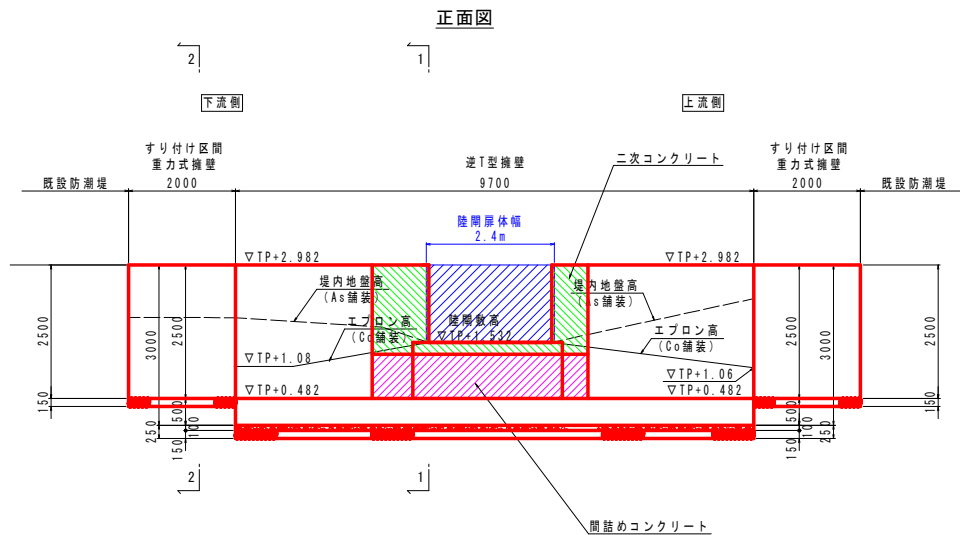 正面図
2
1
下流側
上流側
すり付け区間
重力式擁壁
2000
逆T型擁壁
9700
二次コンクリート
すり付け区間
重力式擁壁
2000
既設防潮堤
既設防潮堤
陸閘扉体幅
2.4m
▽TP+2.982
▽TP+2.982
堤内地盤高
(As舗装)
堤内地盤高
(As舗装)
エプロン高
(Co舗装)
陸閘敷高
▽TP+1.532
エプロン高
(Co舗装)
▽TP+1.08
▽TP+1.06
▽TP+0.482
▽TP+0.482
2500
3000
2500
2500
3000
2500
150
250
150
500
100
150
500
100
250
150
2
1
間詰めコンクリート